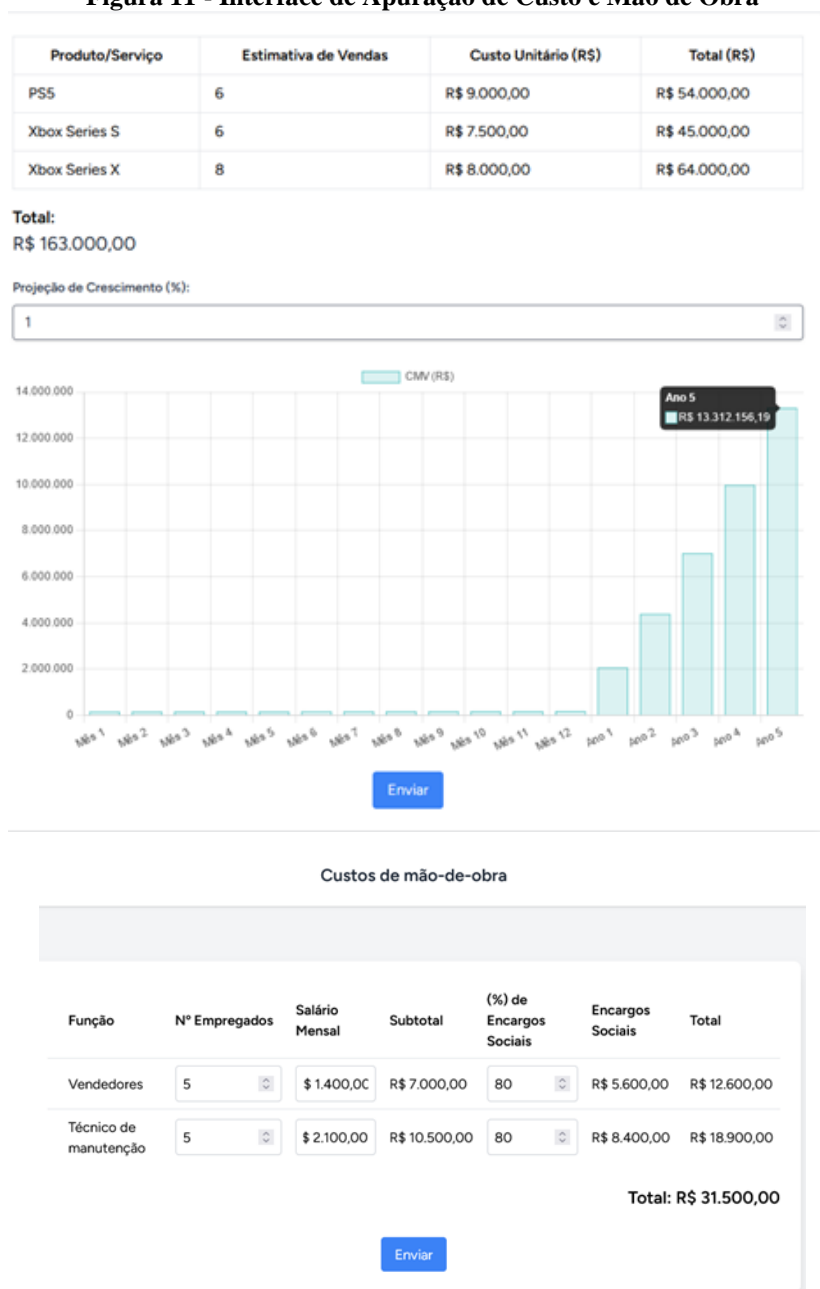 Figura 11 - Interface de Apuração de Custo e Mão de Obra
Produto/Serviço Estimativa de Vendas Custo Unitário (R$) Total (R$)
PS5 6 R$ 9.000,00 R$ 54.000,00
Xbox Series S 6 R$ 7.500,00 R$ 45.000,00
Xbox Series X 8 R$ 8.000,00 R$ 64.000,00
Total:
R$ 163.000,00
Projeção de Crescimento (%):
1
CMV (R$)
14.000.000
12.000.000
10.000.000
8.000.000
6.000.000
4.000.000
2.000.000
0
Ano 5
R$ 13.312.156,19
Mês 1 Mês 2 Mês 3 Mês 4 Mês 5 Mês 6 Mês 7 Mês 8 Mês 9 Mês 10 Mês 11 Mês 12 Ano 1 Ano 2 Ano 3 Ano 4 Ano 5
Enviar
Custos de mão-de-obra
Função Nº Empregados Salário Mensal Subtotal (%) de Encargos Sociais Encargos Sociais Total
Vendedores 5 $ 1.400,00 R$ 7.000,00 80 R$ 5.600,00 R$ 12.600,00
Técnico de manutenção 5 $ 2.100,00 R$ 10.500,00 80 R$ 8.400,00 R$ 18.900,00
Total: R$ 31.500,00
Enviar